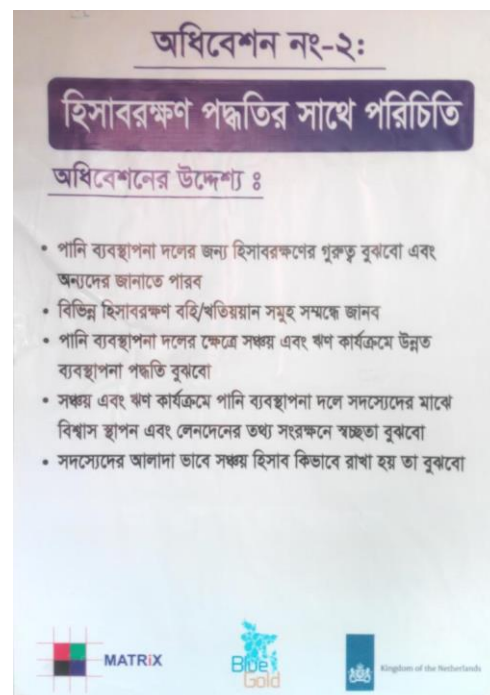 অধিবেশন নং-২:
হিসাবরক্ষণ পদ্ধতির সাথে পরিচিতি
অধিবেশনের উদ্দেশ্য ঃ
• পানি ব্যবস্থাপনা দলের জন্য হিসাবরক্ষণের গুরুত্ব বুঝবো এবং
অন্যদের জানাতে পারব
• বিভিন্ন হিসাবরক্ষণ বহি/খতিয়য়ান সমূহ সম্মন্ধে জানব
• পানি ব্যবস্থাপনা দলের ক্ষেত্রে সঞ্চয় এবং ঋণ কার্যক্রমে উন্নত
ব্যবস্থাপনা পদ্ধতি বুঝবো
• সঞ্চয় এবং ঋণ কার্যক্রমে পানি ব্যবস্থাপনা দলে সদস্যেদের মাঝে
বিশ্বাস স্থাপন এবং লেনদেনের তথ্য সংরক্ষনে স্বচ্ছতা বুঝবো
• সদস্যেদের আলাদা ভাবে সঞ্চয় হিসাব কিভাবে রাখা হয় তা বুঝবো
MATRiX
Blue
Gold
Kingdom of the Netherlands